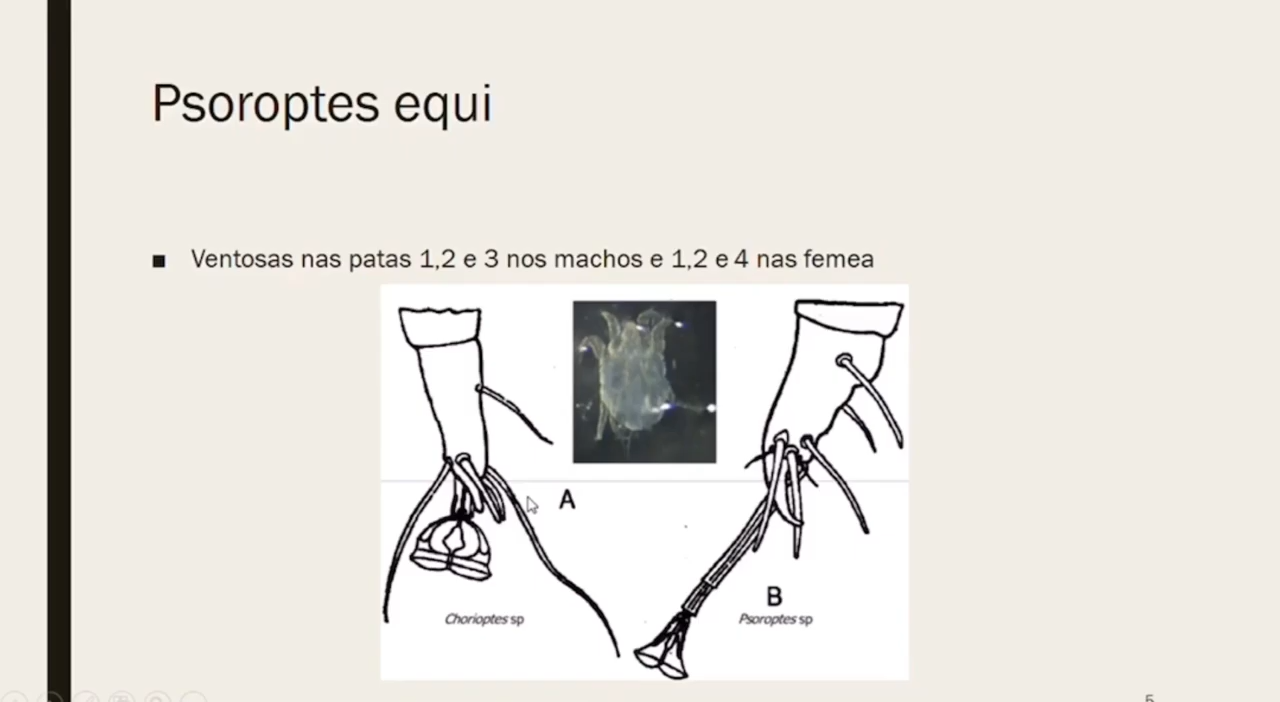 Psoroptes equi
■ Ventosas nas patas 1,2 e 3 nos machos e 1,2 e 4 nas femea
A
B
Chorioptes sp
Psoroptes sp
5